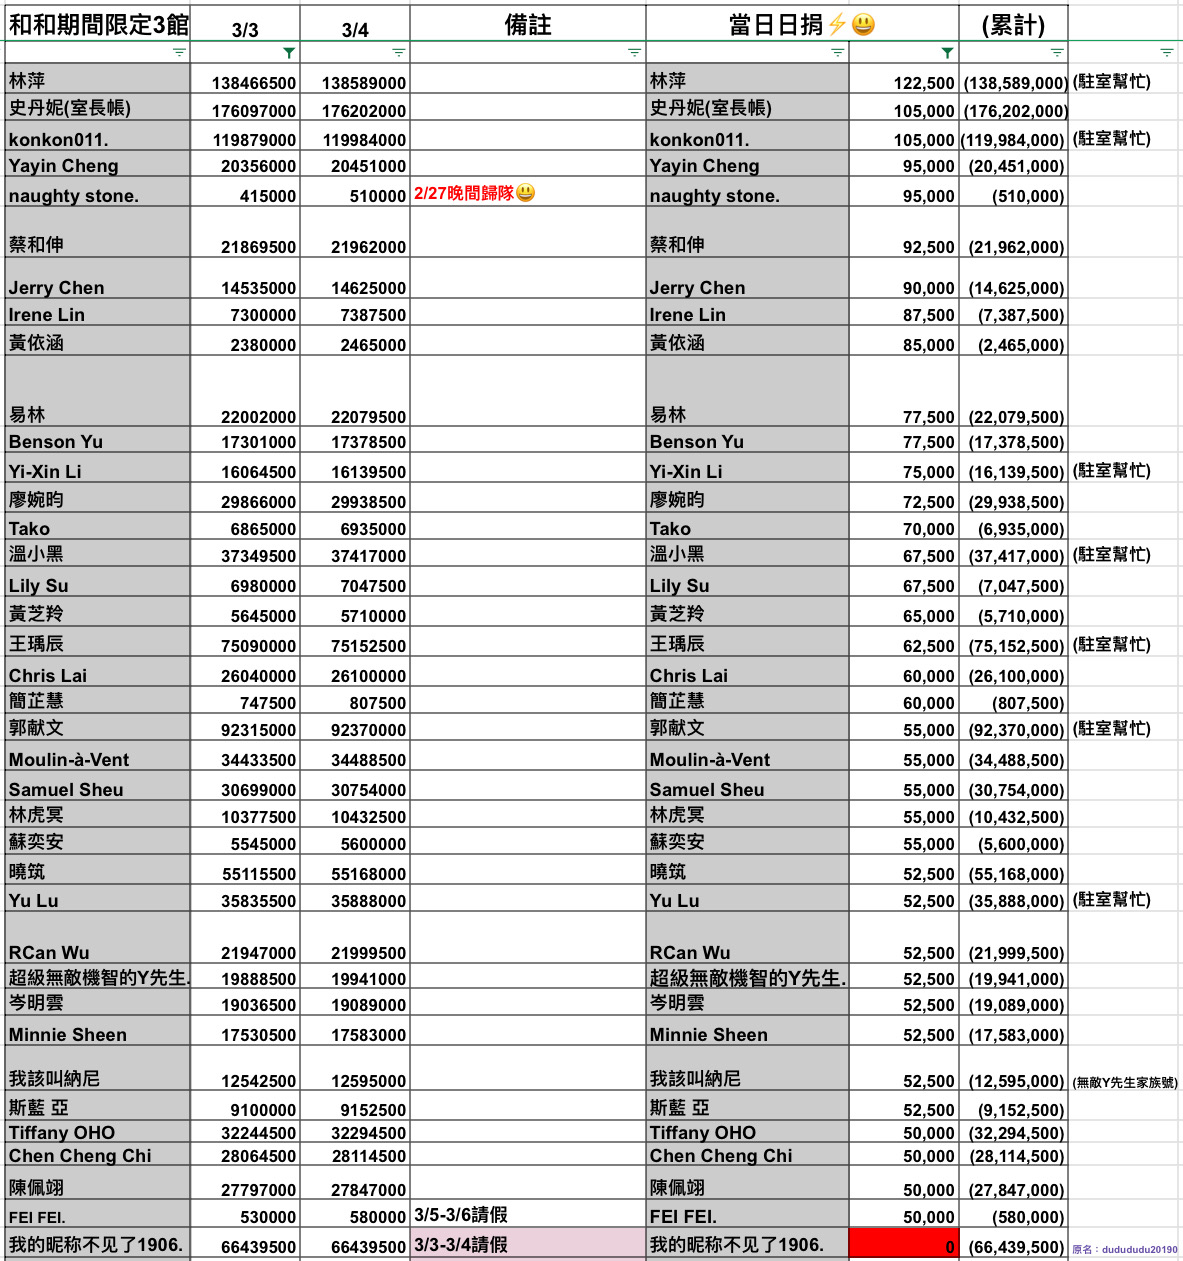 和和期間限定3館 3/3 3/4 備註 當日日捐⚡😃 (累計)
林萍 138466500 138589000 林萍 122,500 (138,589,000) (駐室幫忙)
史丹妮(室長帳) 176097000 176202000 史丹妮(室長帳) 105,000 (176,202,000)
konkon011. 119879000 119984000 konkon011. 105,000 (119,984,000) (駐室幫忙)
Yayin Cheng 20356000 20451000 Yayin Cheng 95,000 (20,451,000)
naughty stone. 415000 510000 2/27晚間歸隊😃 naughty stone. 95,000 (510,000)
蔡和伸 21869500 21962000 蔡和伸 92,500 (21,962,000)
Jerry Chen 14535000 14625000 Jerry Chen 90,000 (14,625,000)
Irene Lin 7300000 7387500 Irene Lin 87,500 (7,387,500)
黃依涵 2380000 2465000 黃依涵 85,000 (2,465,000)
易林 22002000 22079500 易林 77,500 (22,079,500)
Benson Yu 17301000 17378500 Benson Yu 77,500 (17,378,500)
Yi-Xin Li 16064500 16139500 Yi-Xin Li 75,000 (16,139,500) (駐室幫忙)
廖婉昀 29866000 29938500 廖婉昀 72,500 (29,938,500)
Tako 6865000 6935000 Tako 70,000 (6,935,000)
溫小黑 37349500 37417000 溫小黑 67,500 (37,417,000) (駐室幫忙)
Lily Su 6980000 7047500 Lily Su 67,500 (7,047,500)
黃芝羚 5645000 5710000 黃芝羚 65,000 (5,710,000)
王瑀辰 75090000 75152500 王瑀辰 62,500 (75,152,500) (駐室幫忙)
Chris Lai 26040000 26100000 Chris Lai 60,000 (26,100,000)
簡芷慧 747500 807500 簡芷慧 60,000 (807,500)
郭献文 92315000 92370000 郭献文 55,000 (92,370,000) (駐室幫忙)
Moulin-à-Vent 34433500 34488500 Moulin-à-Vent 55,000 (34,488,500)
Samuel Sheu 30699000 30754000 Samuel Sheu 55,000 (30,754,000)
林虎冥 10377500 10432500 林虎冥 55,000 (10,432,500)
蘇奕安 5545000 5600000 蘇奕安 55,000 (5,600,000)
曉筑 55115500 55168000 曉筑 52,500 (55,168,000)
Yu Lu 35835500 35888000 Yu Lu 52,500 (35,888,000) (駐室幫忙)
RCan Wu 21947000 21999500 RCan Wu 52,500 (21,999,500)
超級無敵機智的Y先生. 19888500 19941000 超級無敵機智的Y先生. 52,500 (19,941,000)
岑明雲 19036500 19089000 岑明雲 52,500 (19,089,000)
Minnie Sheen 17530500 17583000 Minnie Sheen 52,500 (17,583,000)
我該叫納尼 12542500 12595000 我該叫納尼 52,500 (12,595,000) (無敵Y先生家族號)
斯藍 亞 9100000 9152500 斯藍 亞 52,500 (9,152,500)
Tiffany OHO 32244500 32294500 Tiffany OHO 50,000 (32,294,500)
Chen Cheng Chi 28064500 28114500 Chen Cheng Chi 50,000 (28,114,500)
陳佩翊 27797000 27847000 陳佩翊 50,000 (27,847,000)
FEI FEI. 530000 580000 3/5-3/6請假 FEI FEI. 50,000 (580,000)
我的昵称不见了1906. 66439500 66439500 3/3-3/4請假 我的昵称不见了1906. 0 (66,439,500) 原名：dudududu20190